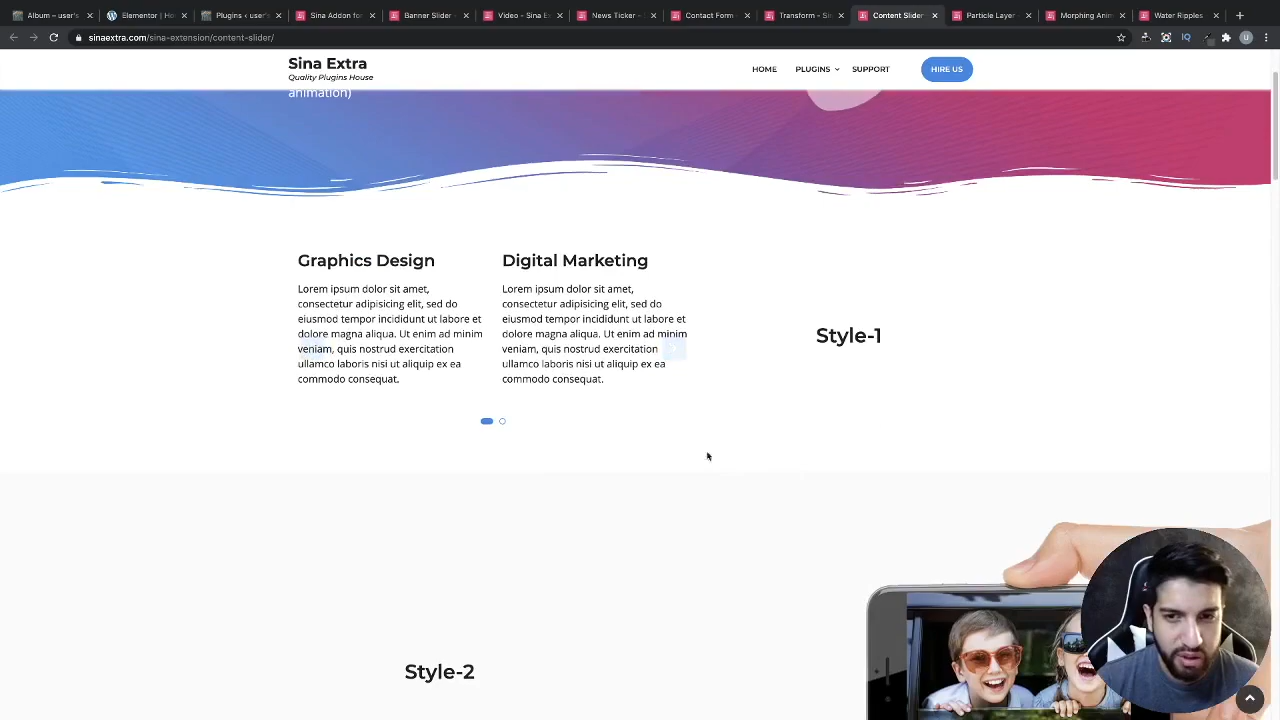 Album – user's
Elementor | Ho
Plugins ‹ user's
Sina Addon for
Banner Slider -
Video – Sina Ex
News Ticker –
Contact Form –
Transform – Sin
Content Slider
Particle Layer –
Morphing Anim
Water Ripples
sinaextra.com/sina-extension/content-slider/
IQ
U
Sina Extra
Quality Plugins House
HOME
PLUGINS
SUPPORT
HIRE US
animation)
Graphics Design
Lorem ipsum dolor sit amet,
consectetur adipisicing elit, sed do
eiusmod tempor incididunt ut labore et
dolore magna aliqua. Ut enim ad minim
veniam, quis nostrud exercitation
ullamco laboris nisi ut aliquip ex ea
commodo consequat.
Digital Marketing
Lorem ipsum dolor sit amet,
consectetur adipisicing elit, sed do
eiusmod tempor incididunt ut labore et
dolore magna aliqua. Ut enim ad minim
veniam, quis nostrud exercitation
ullamco laboris nisi ut aliquip ex ea
commodo consequat.
Style-1
Style-2